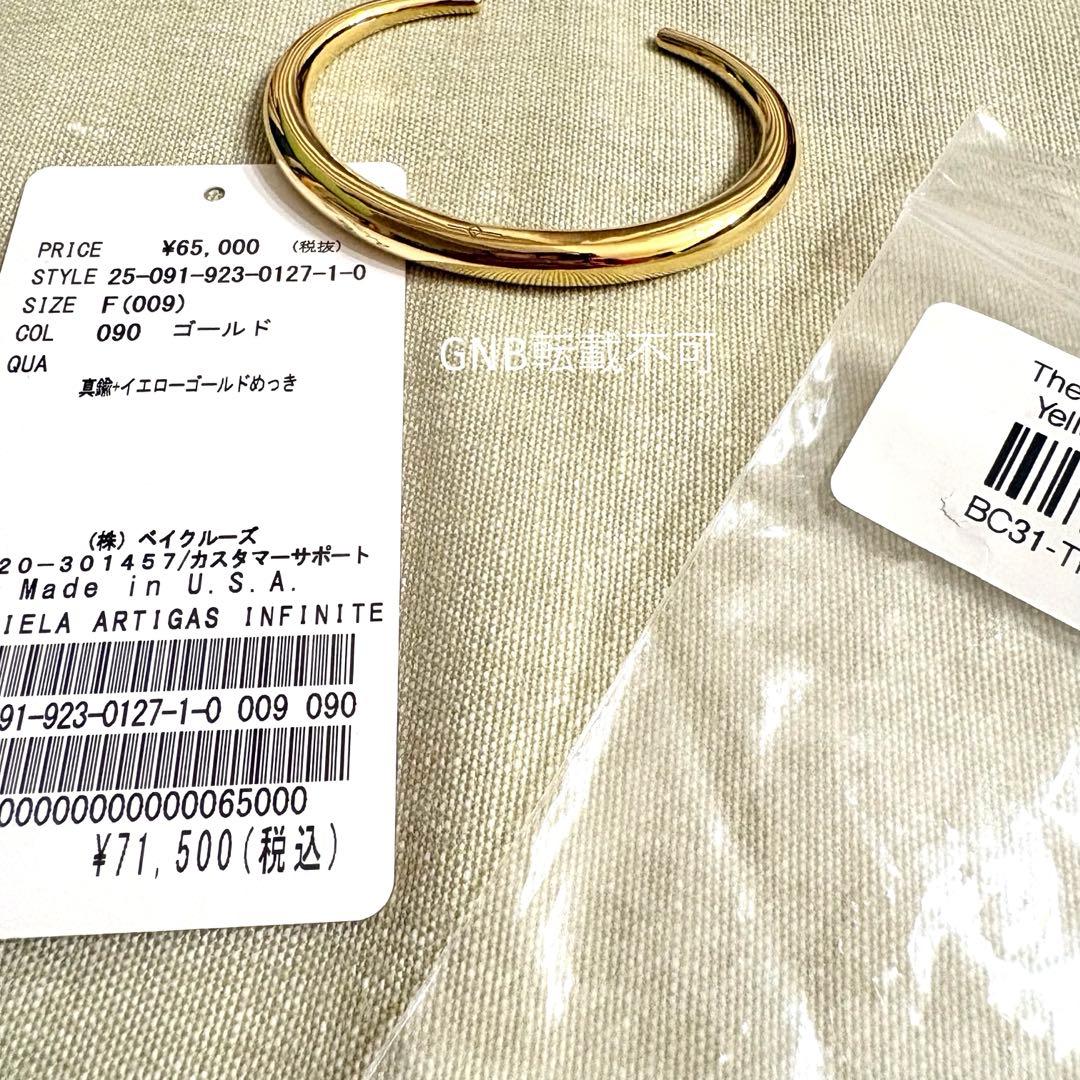 PRICE ¥65,000 (税抜)
STYLE 25-091-923-0127-1-0
SIZE F(009)
COL 090 ゴールド
QUA
真鍮+イエローゴールドめっき
(株)ベイクルーズ
20-301457/カスタマーサポート
Made in U.S.A.
IELA ARTIGAS INFINITE
91-923-0127-1-0 009 090
00000000000065000
¥71,500(税込)
GNB転載不可
The
Yell
BC31-T